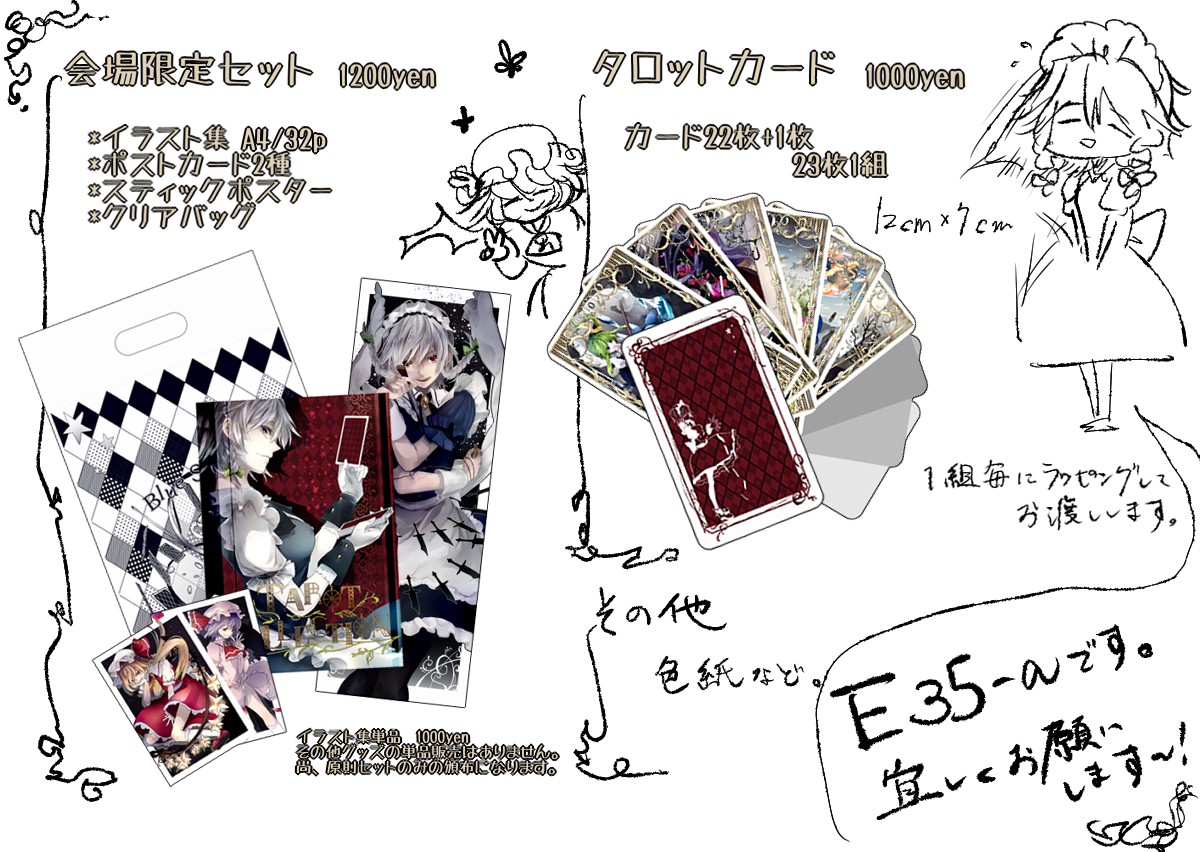 会場限定セット 1200yen
*イラスト集 A4/32p
*ポストカード2種
*スティックポスター
*クリアバッグ
TAROT
イラスト集単品 1000yen
その他グッズの単品販売はありません。
尚、原則セットのみの頒布になります。
タロットカード 1000yen
カード22枚+1枚
23枚1組
12cm×7cm
1組毎にラッピングして
お渡しします。
その他
色紙など。
E35-aです。
宜しくお願い
します〜!